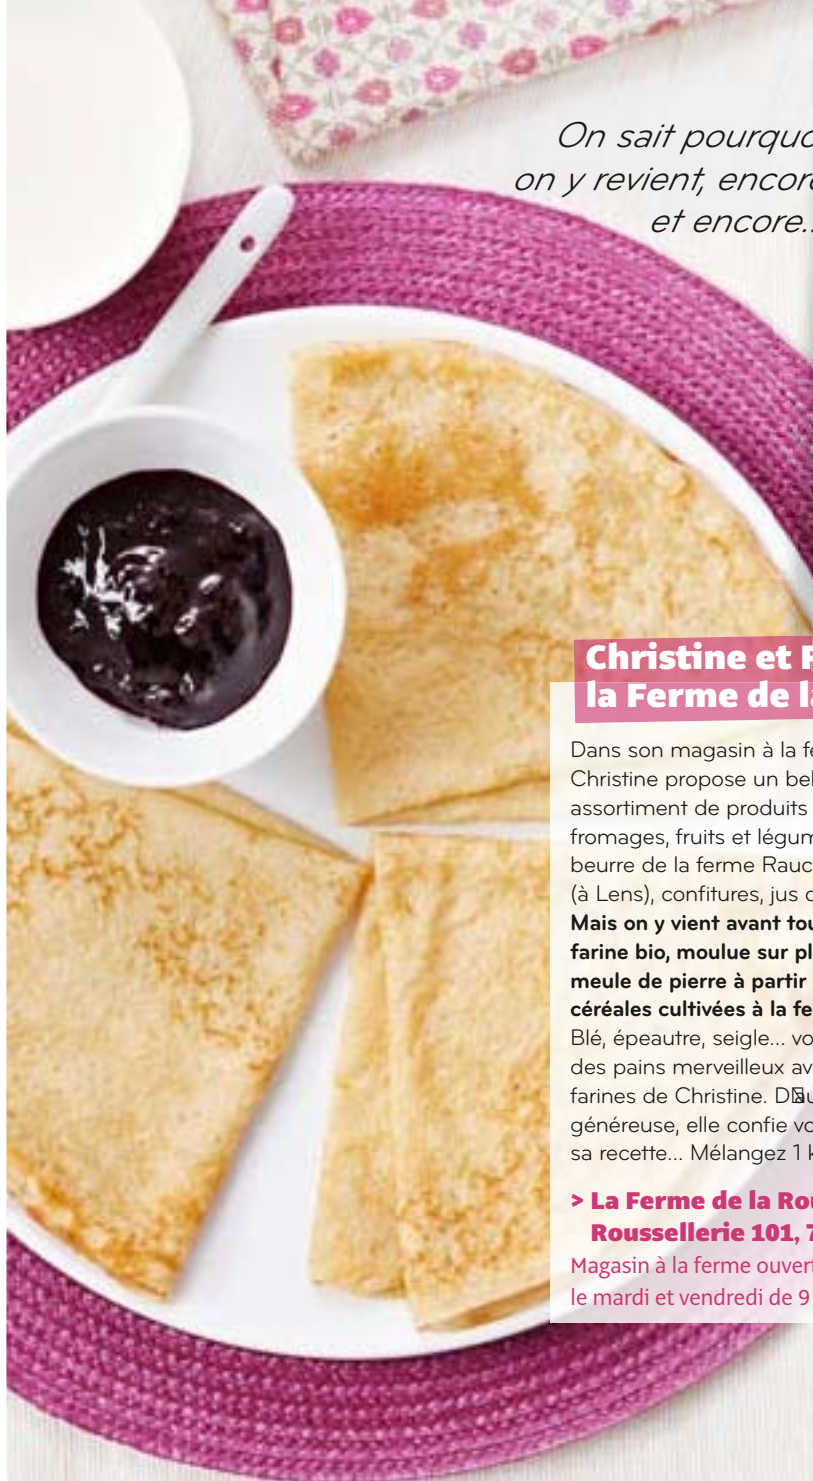 On sait pourquo
on y revient, encore
et encore..
Christine et
la Ferme de la
Dans son magasin à la fe
Christine propose un bel
assortiment de produits
fromages, fruits et légum
beurre de la ferme Rauc
(à Lens), confitures, jus
Mais on y vient avant tou
farine bio, moulue sur pl
meule de pierre à partir
céréales cultivées à la fe
Blé, épeautre, seigle... vo
des pains merveilleux av
farines de Christine.
généreuse, elle confie vo
sa recette... Mélangez 1 k
> La Ferme de la Rou
Roussellerie 101, 7
Magasin à la ferme ouvert
le mardi et vendredi de 9